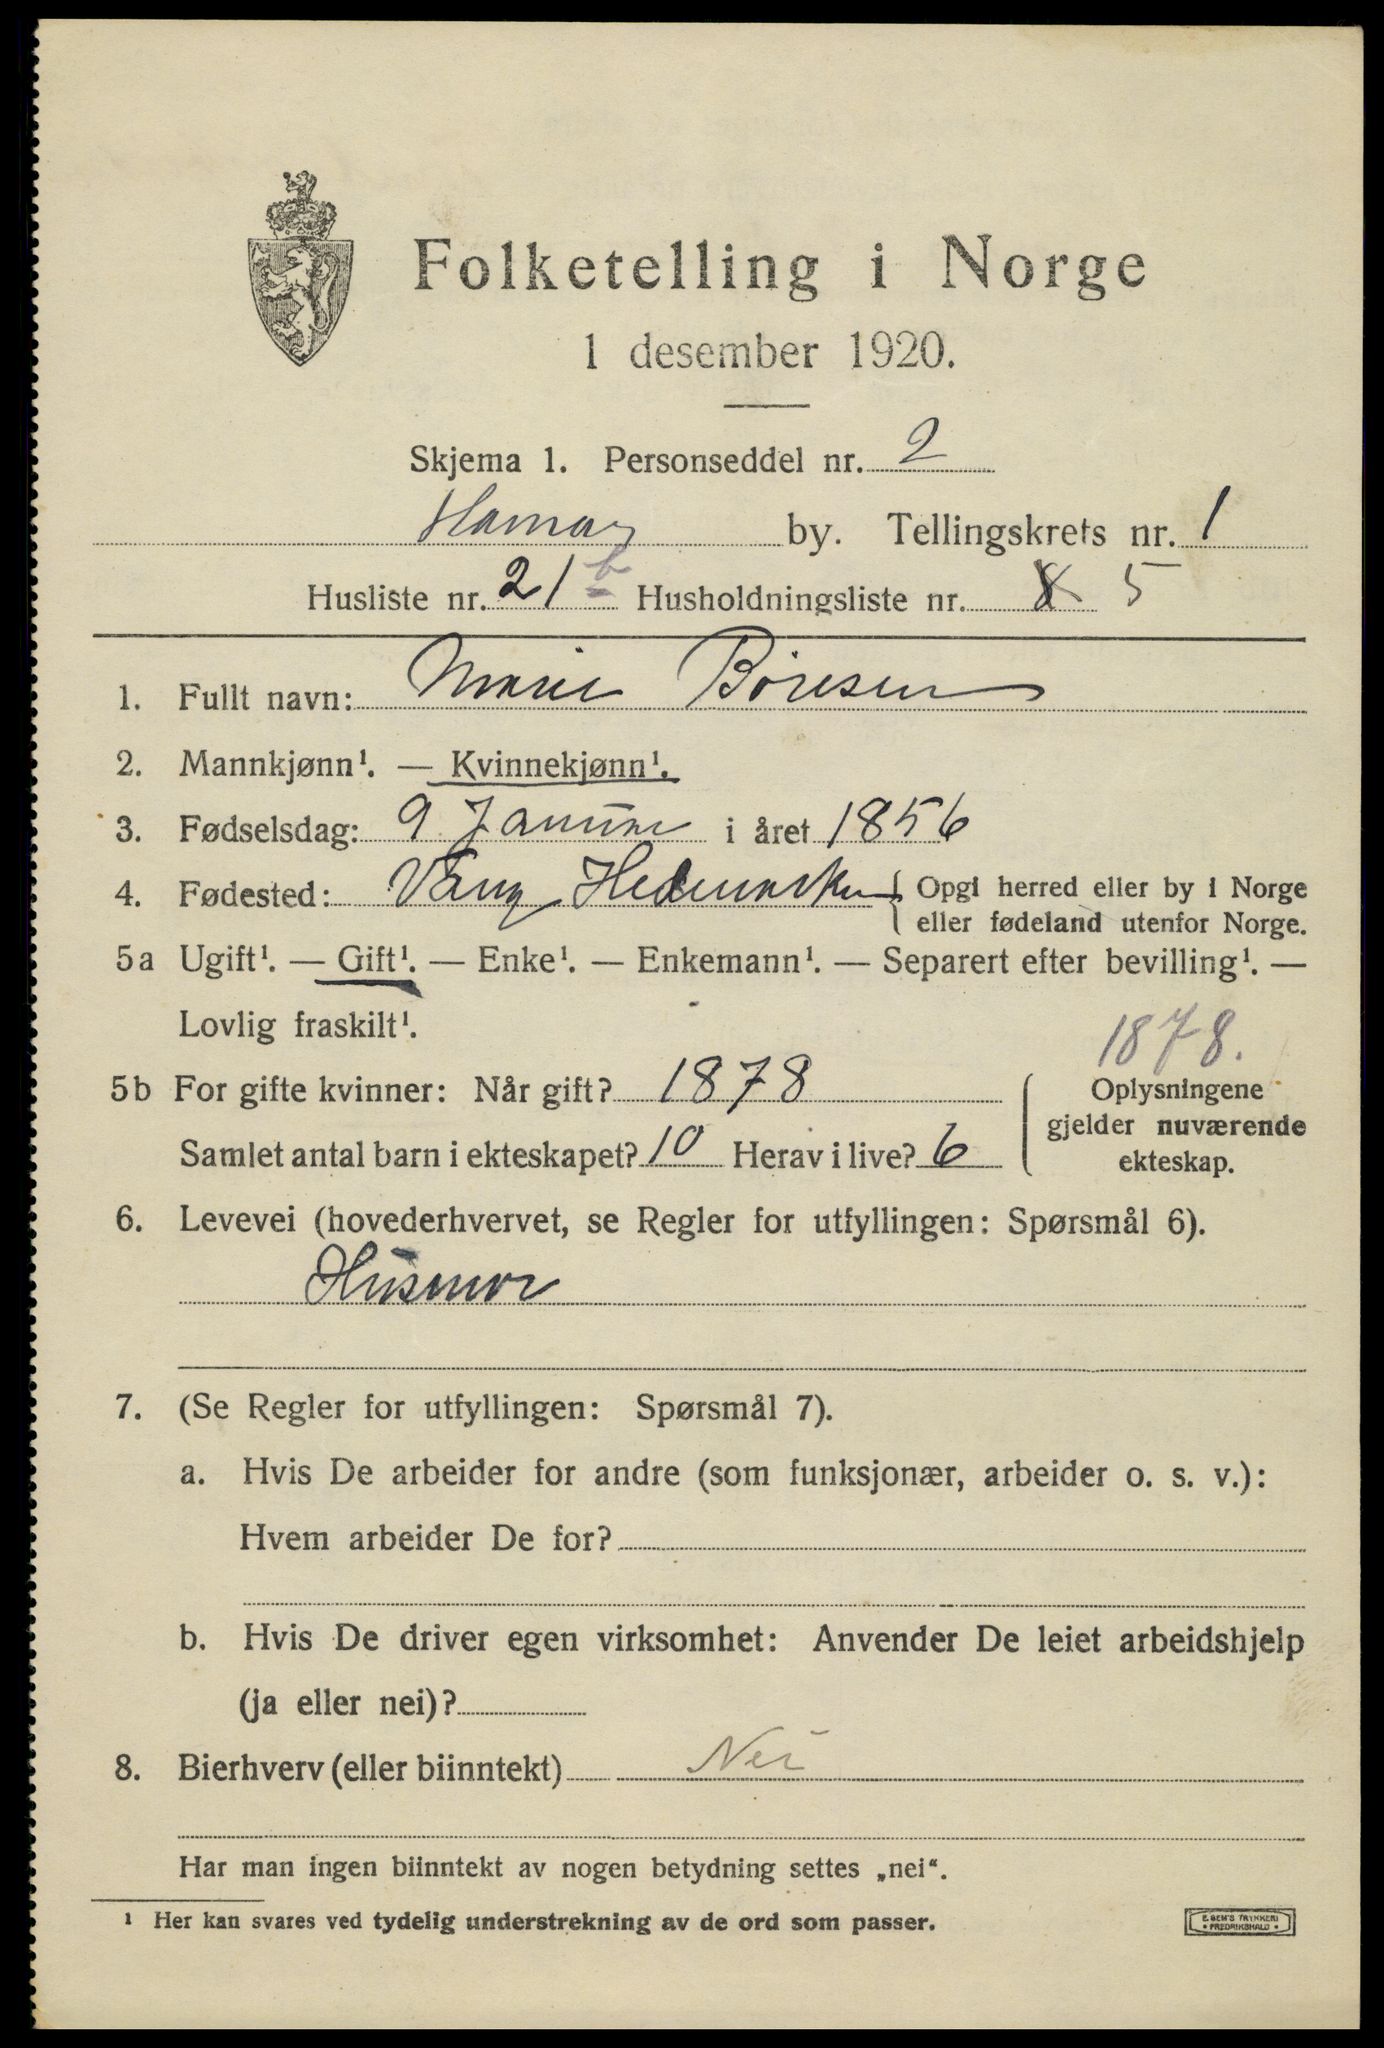 Folketelling i Norge
1 desember 1920.
Skjema 1. Personseddel nr. 2
Hamar by. Tellingskrets nr. 1
Husliste nr. 21 b Husholdningsliste nr. 5
1. Fullt navn: Marie Böresen
2. Mannkjønn¹. — Kvinnekjønn¹.
3. Fødselsdag: 9 Januar i året 1856
4. Fødested: Vang Hedemarken { Opgi herred eller by i Norge
eller fødeland utenfor Norge.
5a Ugift¹. — Gift¹. — Enke¹. — Enkemann¹. — Separert efter bevilling¹. —
Lovlig fraskilt¹.
1878.
5b For gifte kvinner: Når gift? 1878
Samlet antal barn i ekteskapet? 10 Herav i live? 6
Oplysningene
gjelder nuværende
ekteskap.
6. Levevei (hovederhvervet, se Regler for utfyllingen: Spørsmål 6).
Husmor
7. (Se Regler for utfyllingen: Spørsmål 7).
a. Hvis De arbeider for andre (som funksjonær, arbeider o. s. v.):
Hvem arbeider De for?
b. Hvis De driver egen virksomhet: Anvender De leiet arbeidshjelp
(ja eller nei)?
8. Bierhverv (eller biinntekt) Nei
Har man ingen biinntekt av nogen betydning settes „nei“.
¹ Her kan svares ved tydelig understrekning av de ord som passer.
E. SEM'S TRYKKERI
• FREDRIKSHALD •